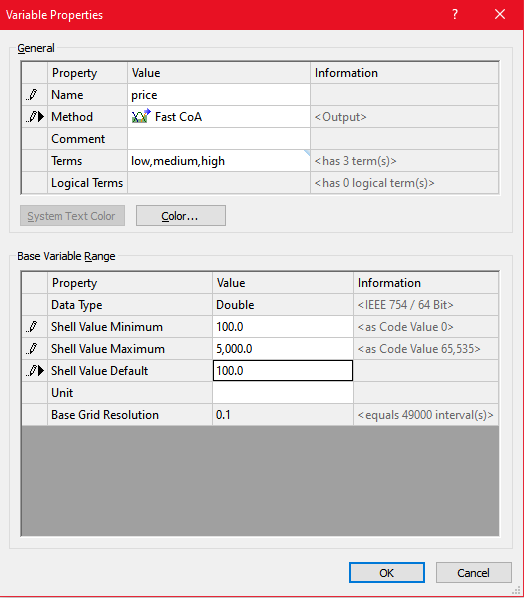 Variable Properties ? ×
General
Property Value Information
Name price
Method Fast CoA <Output>
Comment
Terms low,medium,high <has 3 term(s)>
Logical Terms <has 0 logical term(s)>
System Text Color Color...
Base Variable Range
Property Value Information
Data Type Double <IEEE 754 / 64 Bit>
Shell Value Minimum 100.0 <as Code Value 0>
Shell Value Maximum 5,000.0 <as Code Value 65,535>
Shell Value Default 100.0
Unit
Base Grid Resolution 0.1 <equals 49000 interval(s)>
OK Cancel